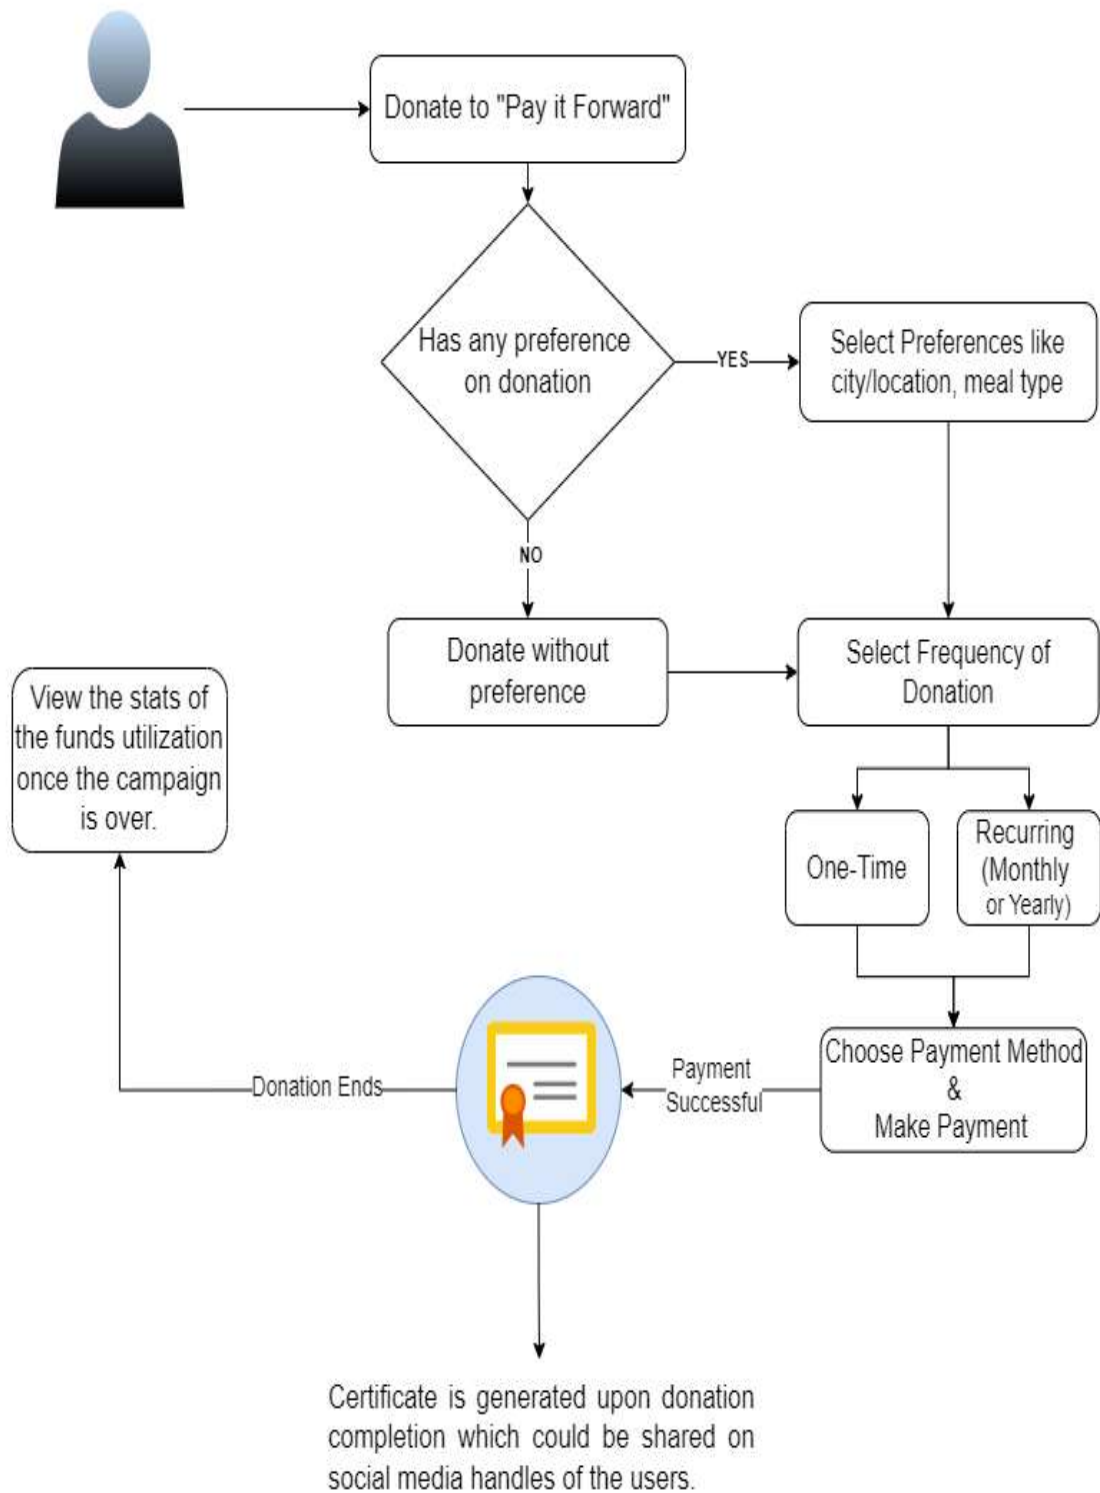 Donate to "Pay it Forward"
Has any preference
on donation
YES
Select Preferences like
city/location, meal type
NO
Donate without
preference
Select Frequency of
Donation
View the stats of
the funds utilization
once the campaign
is over.
One-Time
Recurring
(Monthly
or Yearly)
Choose Payment Method
&
Make Payment
Payment
Successful
Donation Ends
Certificate is generated upon donation
completion which could be shared on
social media handles of the users.